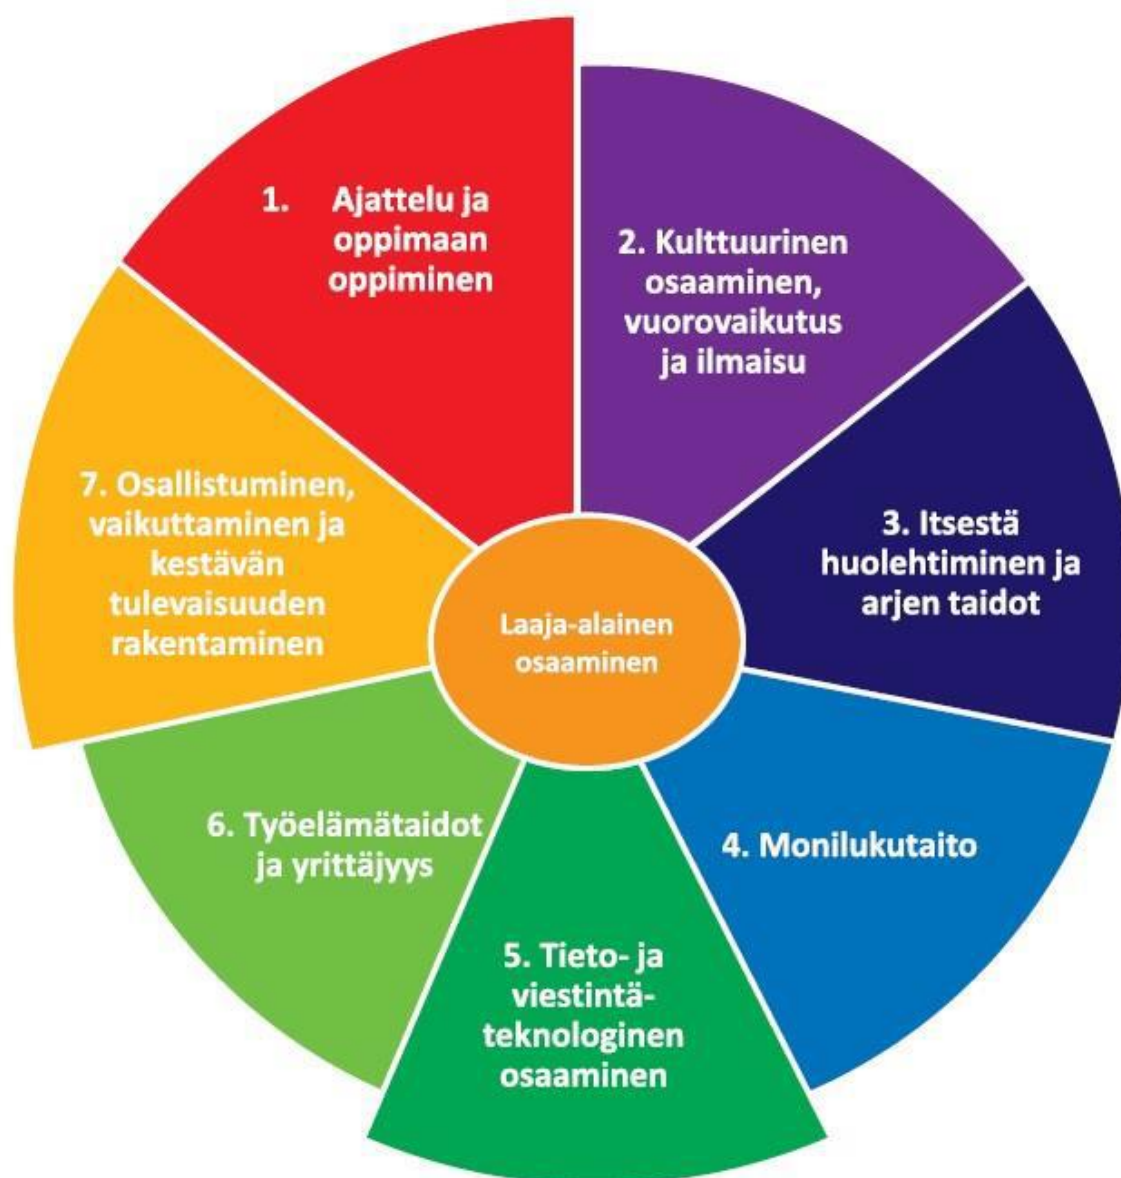 1. Ajattelu ja
oppimaan
oppiminen
2. Kulttuurinen
osaaminen,
vuorovaikutus
ja ilmaisu
3. Itsestä
huolehtiminen ja
arjen taidot
4. Monilukutaito
5. Tieto- ja
viestintä-
teknologinen
osaaminen
6. Työelämätaidot
ja yrittäjyys
7. Osallistuminen,
vaikuttaminen ja
kestävän
tulevaisuuden
rakentaminen
Laaja-alainen
osaaminen